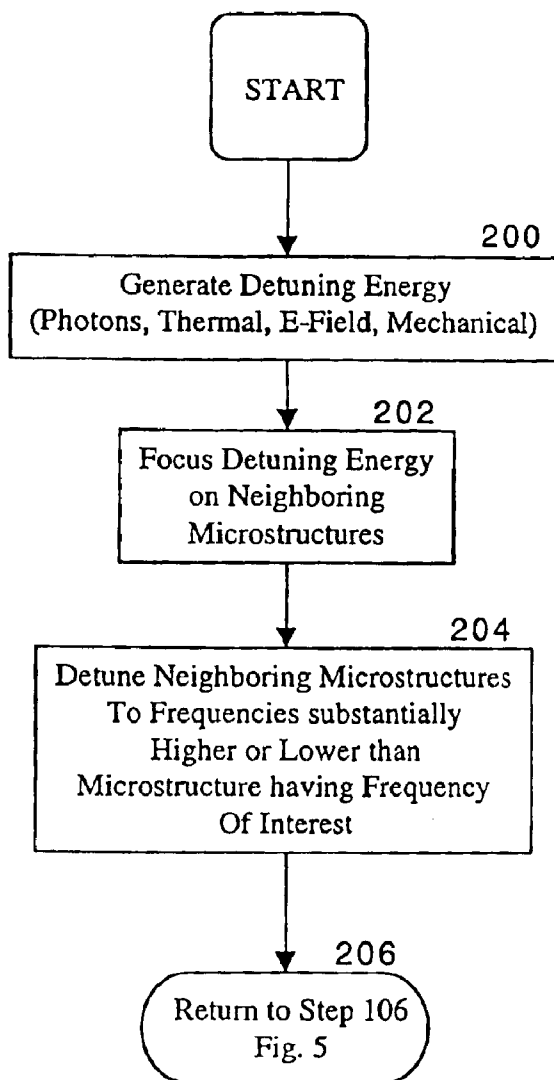 START
200
Generate Detuning Energy
(Photons, Thermal, E-Field, Mechanical)
202
Focus Detuning Energy
on Neighboring
Microstructures
204
Detune Neighboring Microstructures
To Frequencies substantially
Higher or Lower than
Microstructure having Frequency
Of Interest
206
Return to Step 106
Fig. 5